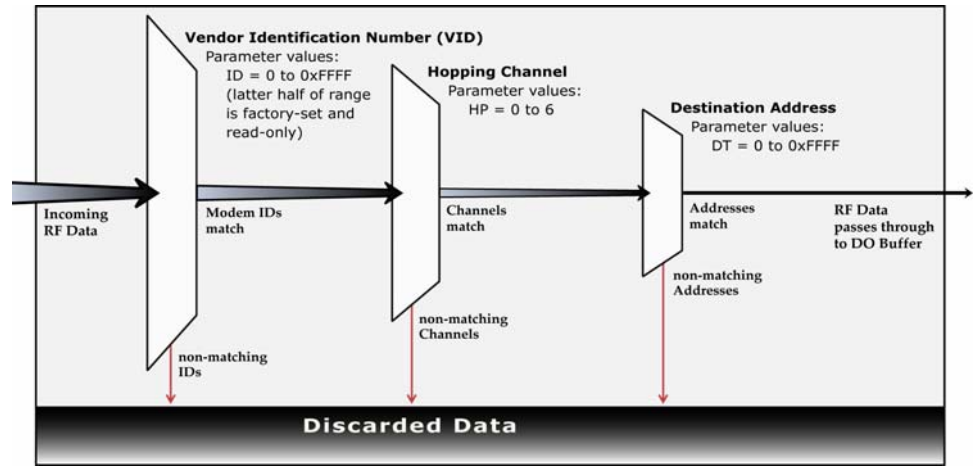 Vendor Identification Number (VID)
Parameter values:
ID = 0 to 0xFFFF
(latter half of range
is factory-set and
read-only)
Hopping Channel
Parameter values:
HP = 0 to 6
Destination Address
Parameter values:
DT = 0 to 0xFFFF
Incoming
RF Data
Modem IDs
match
Channels
match
Addresses
match
RF Data
passes through
to DO Buffer
non-matching
IDs
non-matching
Channels
non-matching
Addresses
Discarded Data